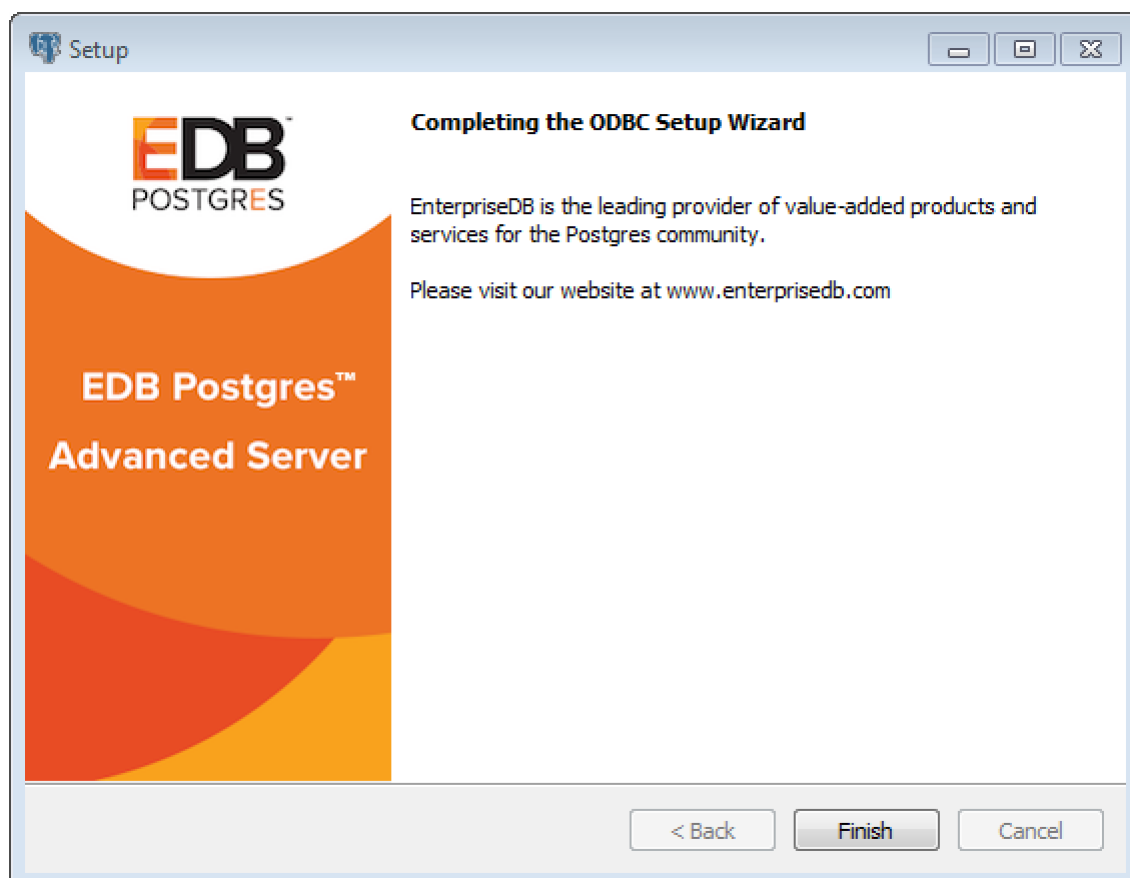 Setup
EDB™
POSTGRES
EDB Postgres™
Advanced Server
Completing the ODBC Setup Wizard
EnterpriseDB is the leading provider of value-added products and
services for the Postgres community.
Please visit our website at www.enterprisedb.com
< Back
Finish
Cancel